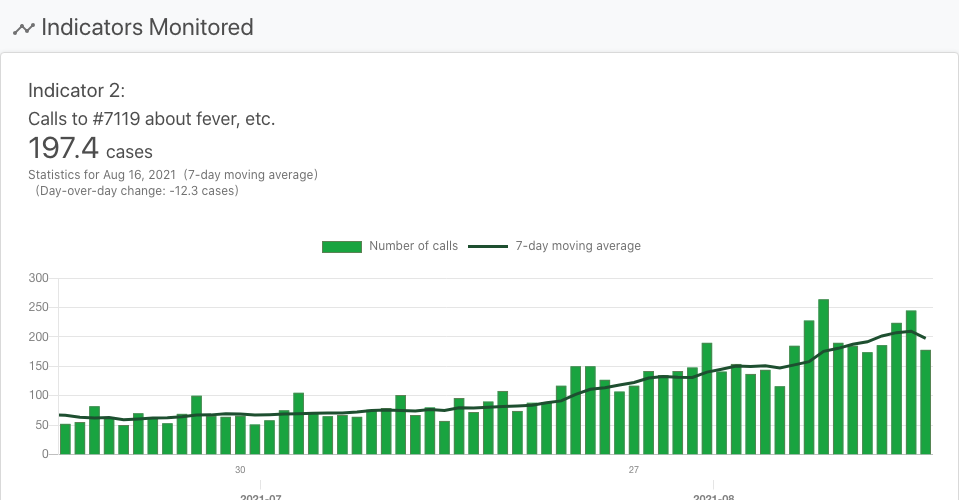 Indicators Monitored
Indicator 2:
Calls to #7119 about fever, etc.
197.4 cases
Statistics for Aug 16, 2021 (7-day moving average)
(Day-over-day change: -12.3 cases)
Number of calls 7-day moving average
300
250
200
150
100
50
0
30 27
2021-07 2021-08